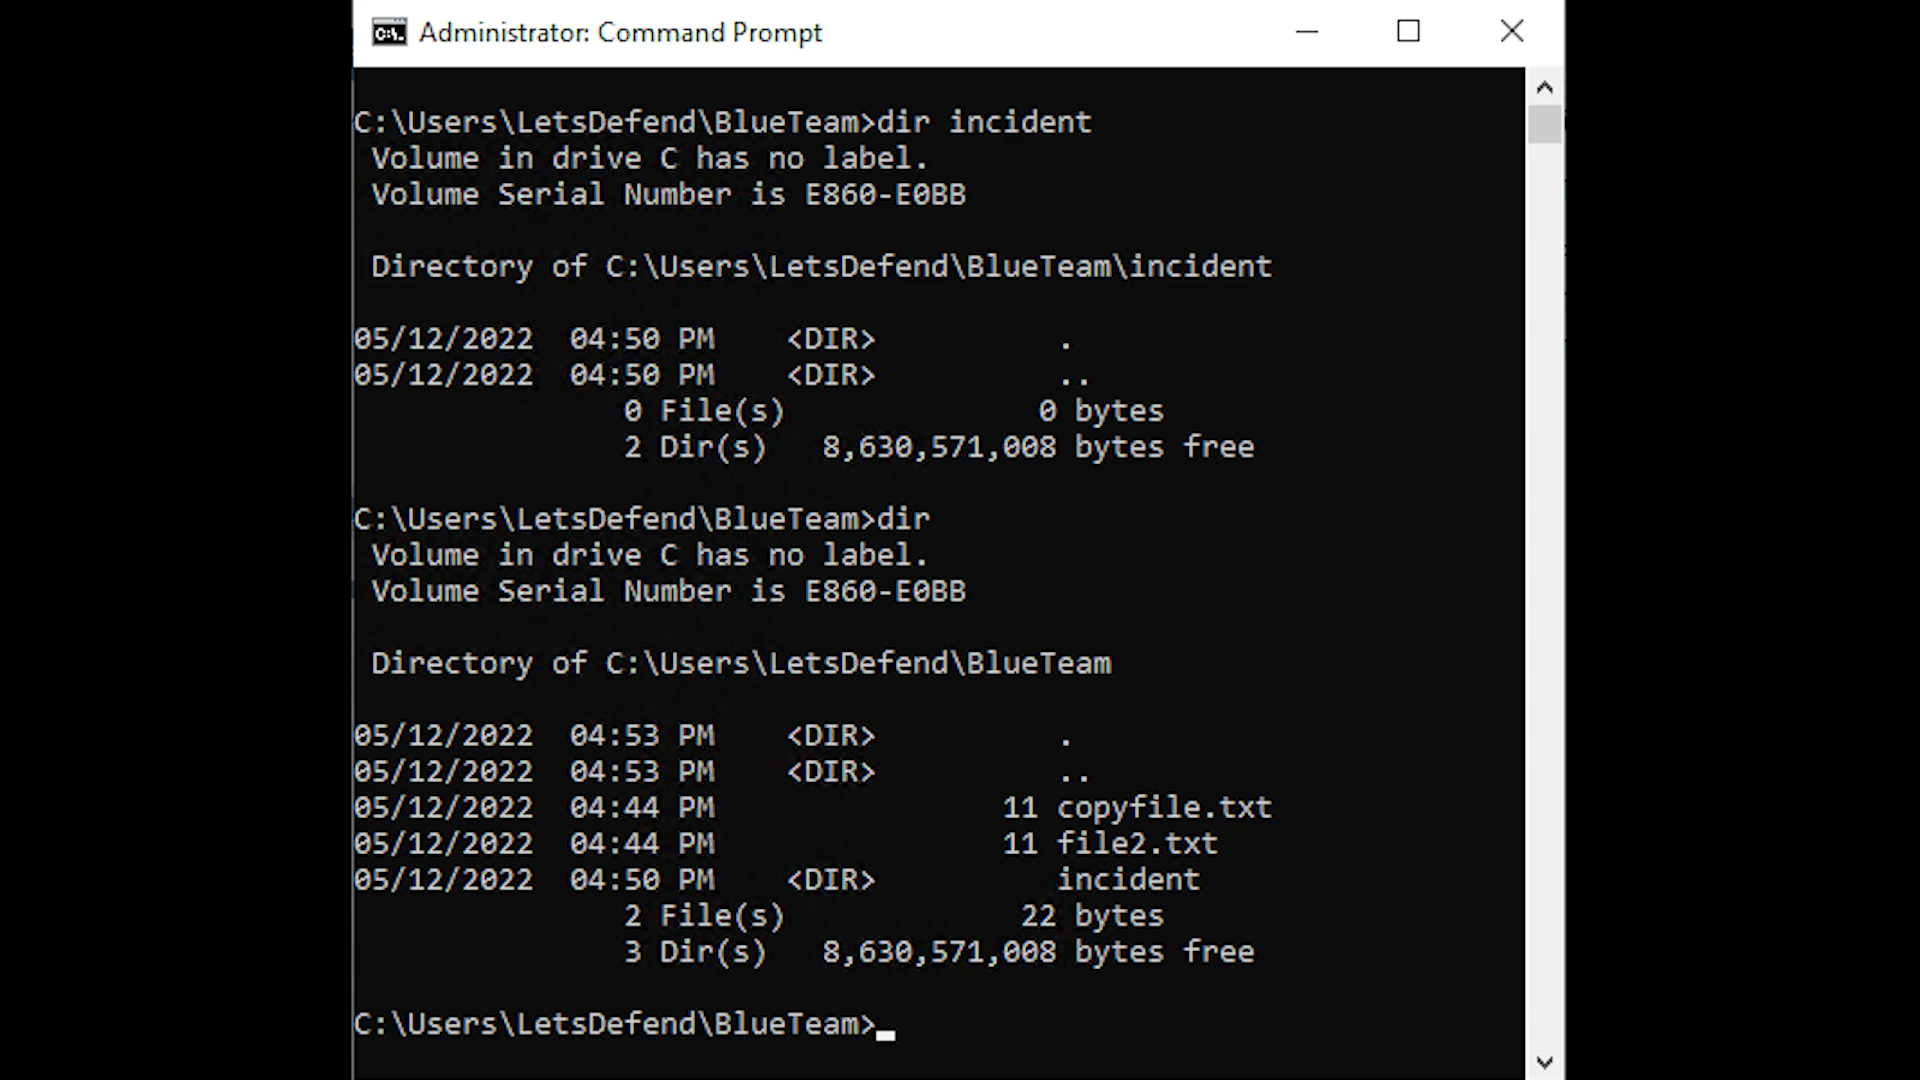 Administrator: Command Prompt
C:\Users\LetsDefend\BlueTeam>dir incident
 Volume in drive C has no label.
 Volume Serial Number is E860-E0BB
 Directory of C:\Users\LetsDefend\BlueTeam\incident
05/12/2022  04:50 PM    <DIR>          .
05/12/2022  04:50 PM    <DIR>          ..
               0 File(s)              0 bytes
               2 Dir(s)   8,630,571,008 bytes free
C:\Users\LetsDefend\BlueTeam>dir
 Volume in drive C has no label.
 Volume Serial Number is E860-E0BB
 Directory of C:\Users\LetsDefend\BlueTeam
05/12/2022  04:53 PM    <DIR>          .
05/12/2022  04:53 PM    <DIR>          ..
05/12/2022  04:44 PM                11 copyfile.txt
05/12/2022  04:44 PM                11 file2.txt
05/12/2022  04:50 PM    <DIR>          incident
               2 File(s)             22 bytes
               3 Dir(s)   8,630,571,008 bytes free
C:\Users\LetsDefend\BlueTeam>